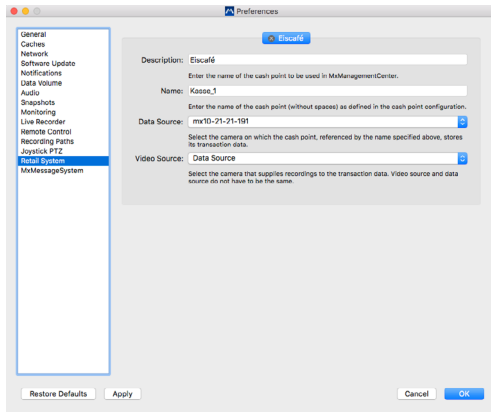 Preferences
General
Caches
Network
Software Update
Notifications
Data Volume
Audio
Snapshots
Monitoring
Live Recorder
Remote Control
Recording Paths
Joystick PTZ
Retail System
MxMessageSystem
Eiscafé
Description: Eiscafé
Enter the name of the cash point to be used in MxManagementCenter.
Name: Kasse_1
Enter the name of the cash point (without spaces) as defined in the cash point configuration.
Data Source: mx10-21-21-191
Select the camera on which the cash point, referenced by the name specified above, stores
its transaction data.
Video Source: Data Source
Select the camera that supplies recordings to the transaction data. Video source and data
source do not have to be the same.
Restore Defaults Apply Cancel OK